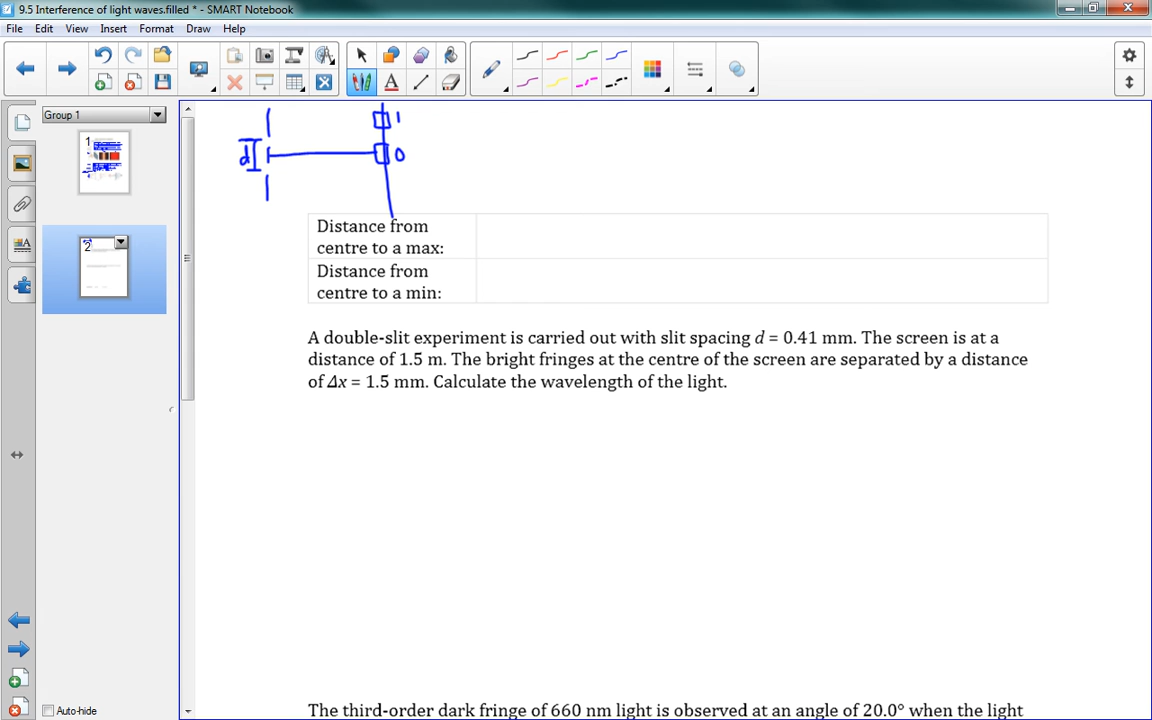 9.5 Interference of light waves.filled * - SMART Notebook
File Edit View Insert Format Tools Draw Help
Group 1
1
2
d
1
0
Distance from
centre to a max:
Distance from
centre to a min:
A double-slit experiment is carried out with slit spacing d = 0.41 mm. The screen is at a
distance of 1.5 m. The bright fringes at the centre of the screen are separated by a distance
of Δx = 1.5 mm. Calculate the wavelength of the light.
The third-order dark fringe of 660 nm light is observed at an angle of 20.0° when the light
Auto-hide